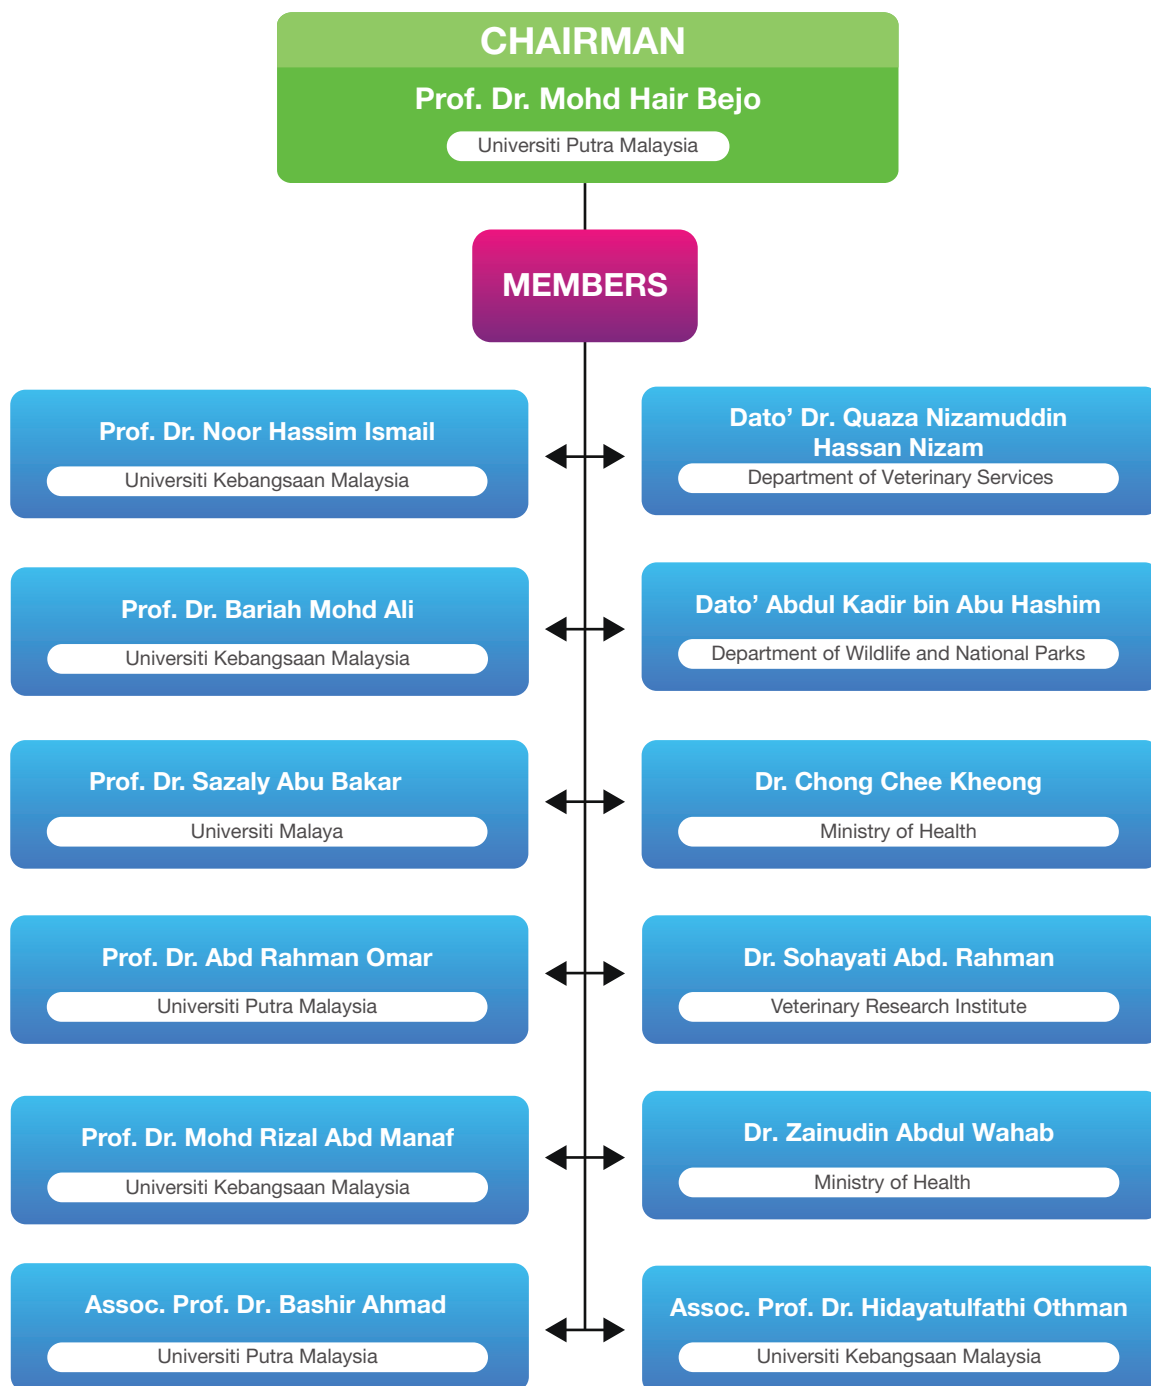 CHAIRMAN
Prof. Dr. Mohd Hair Bejo
Universiti Putra Malaysia
MEMBERS
Prof. Dr. Noor Hassim Ismail
Universiti Kebangsaan Malaysia
Dato’ Dr. Quaza Nizamuddin
Hassan Nizam
Department of Veterinary Services
Prof. Dr. Bariah Mohd Ali
Universiti Kebangsaan Malaysia
Dato’ Abdul Kadir bin Abu Hashim
Department of Wildlife and National Parks
Prof. Dr. Sazaly Abu Bakar
Universiti Malaya
Dr. Chong Chee Kheong
Ministry of Health
Prof. Dr. Abd Rahman Omar
Universiti Putra Malaysia
Dr. Sohayati Abd. Rahman
Veterinary Research Institute
Prof. Dr. Mohd Rizal Abd Manaf
Universiti Kebangsaan Malaysia
Dr. Zainudin Abdul Wahab
Ministry of Health
Assoc. Prof. Dr. Bashir Ahmad
Universiti Putra Malaysia
Assoc. Prof. Dr. Hidayatulfathi Othman
Universiti Kebangsaan Malaysia